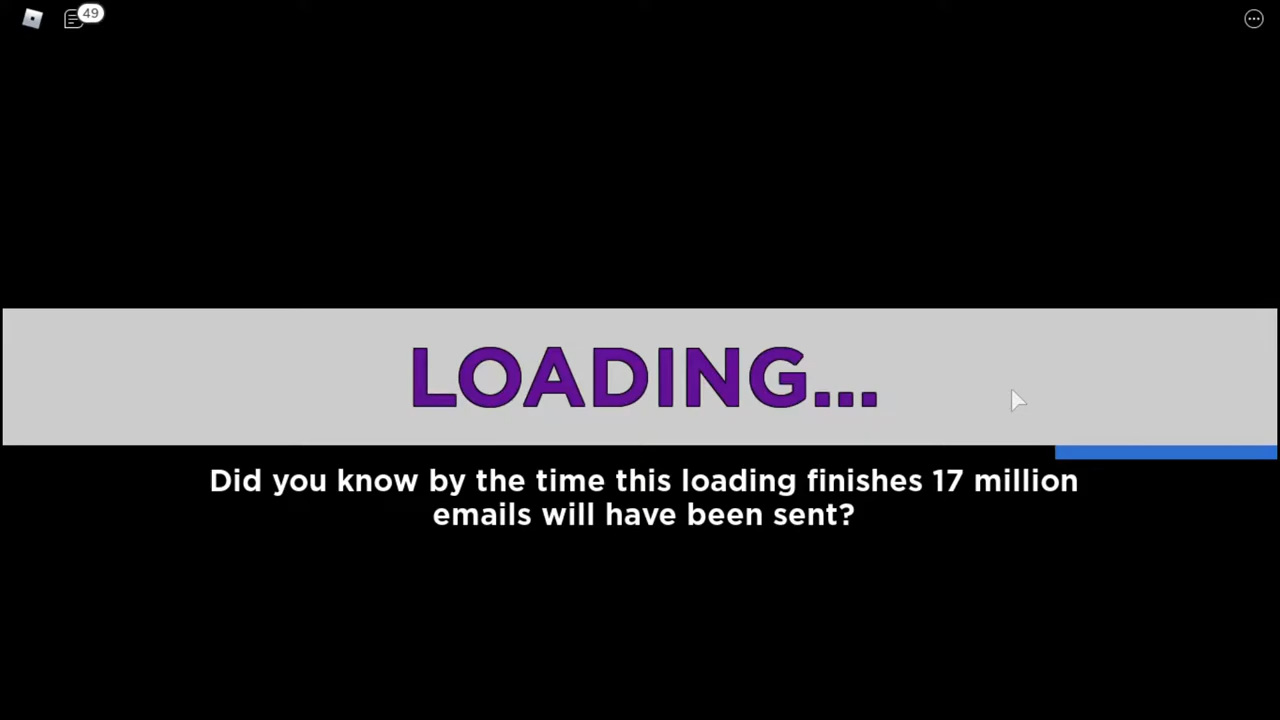 49
LOADING...
Did you know by the time this loading finishes 17 million
emails will have been sent?